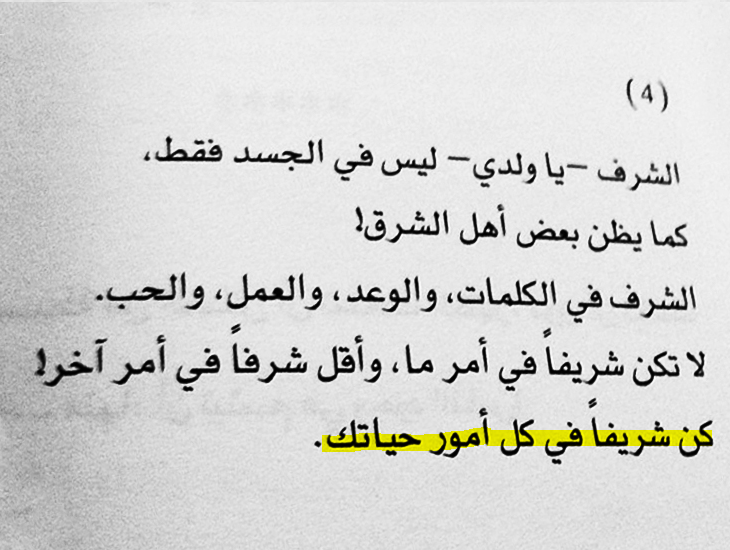 (4)
الشرف –يا ولدي– ليس في الجسد فقط،
كما يظن بعض أهل الشرق!
الشرف في الكلمات، والوعد، والعمل، والحب.
لا تكن شريفاً في أمر ما، وأقل شرفاً في أمر آخر!
كن شريفاً في كل أمور حياتك.